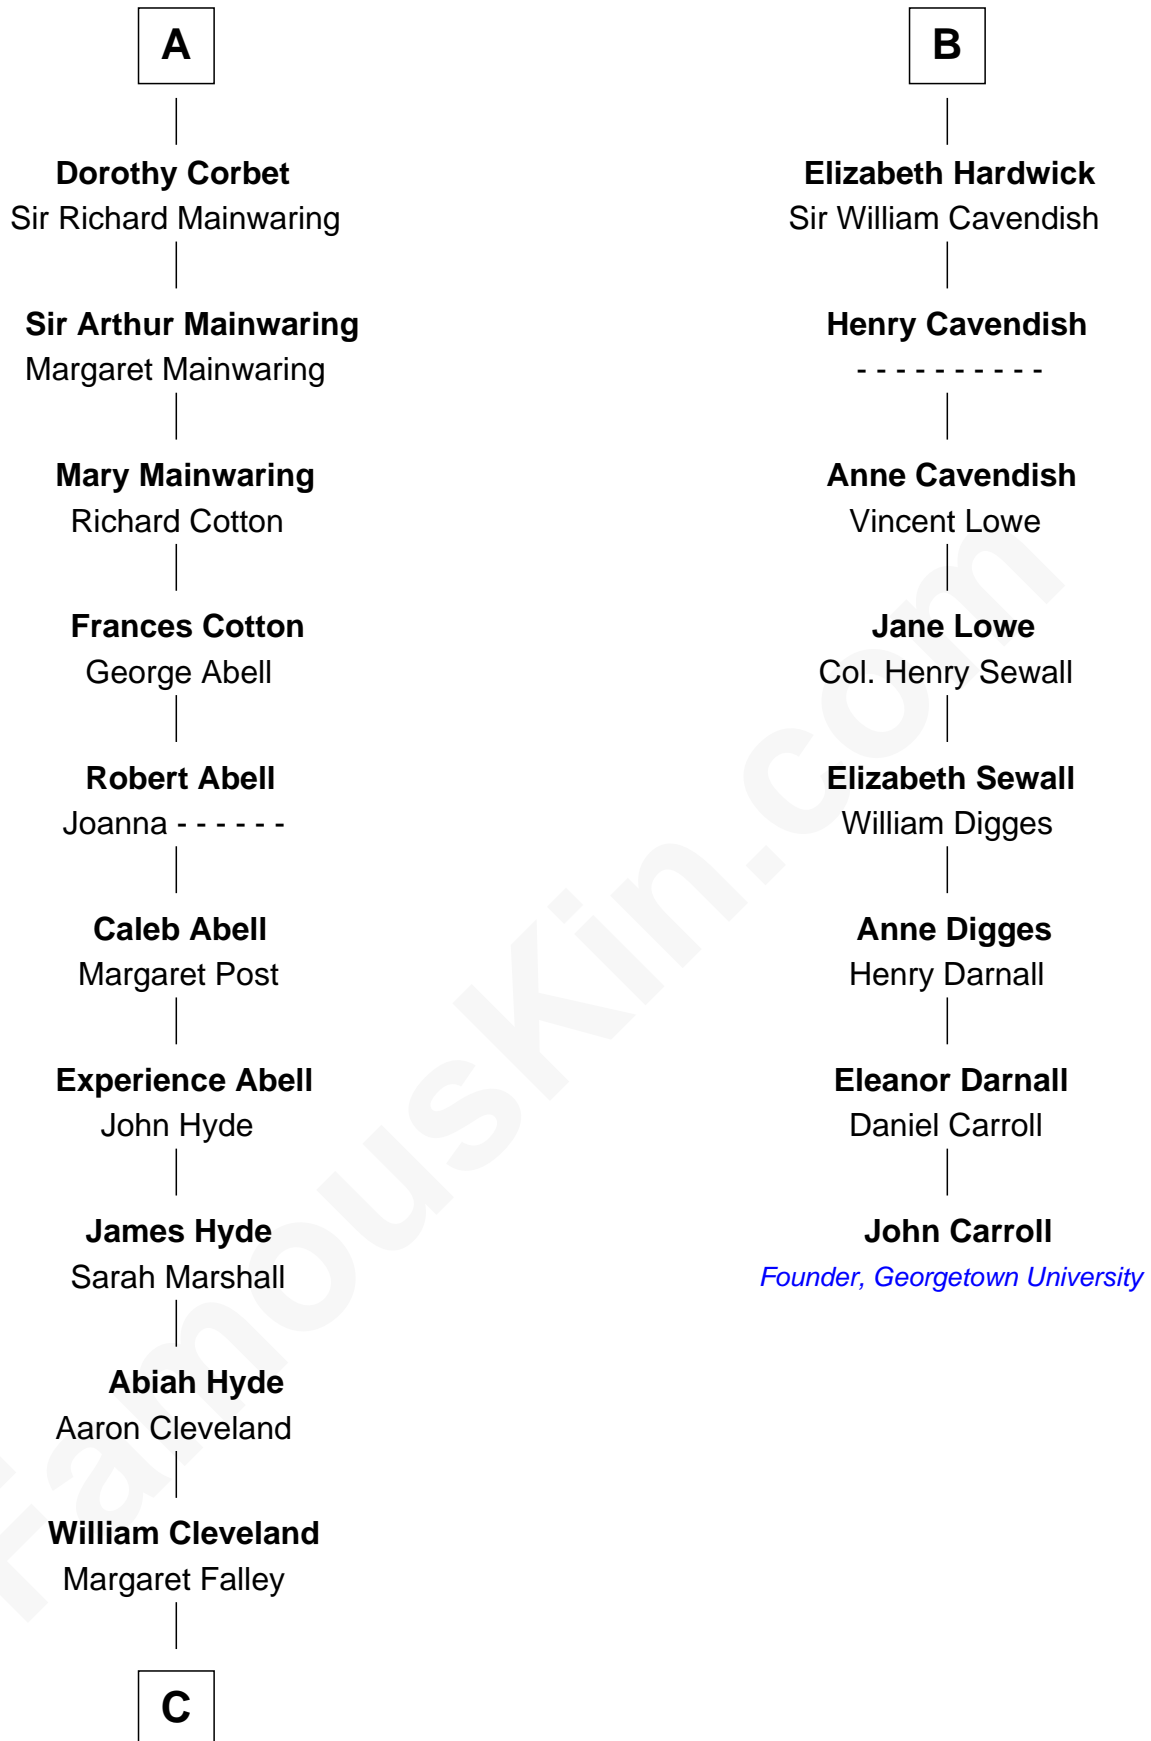 A
Dorothy Corbet
Sir Richard Mainwaring
Sir Arthur Mainwaring
Margaret Mainwaring
Mary Mainwaring
Richard Cotton
Frances Cotton
George Abell
Robert Abell
Joanna - - - - - -
Caleb Abell
Margaret Post
Experience Abell
John Hyde
James Hyde
Sarah Marshall
Abiah Hyde
Aaron Cleveland
William Cleveland
Margaret Falley
C
B
Elizabeth Hardwick
Sir William Cavendish
Henry Cavendish
- - - - - - - - - -
Anne Cavendish
Vincent Lowe
Jane Lowe
Col. Henry Sewall
Elizabeth Sewall
William Digges
Anne Digges
Henry Darnall
Eleanor Darnall
Daniel Carroll
John Carroll
Founder, Georgetown University
FamousKin.com